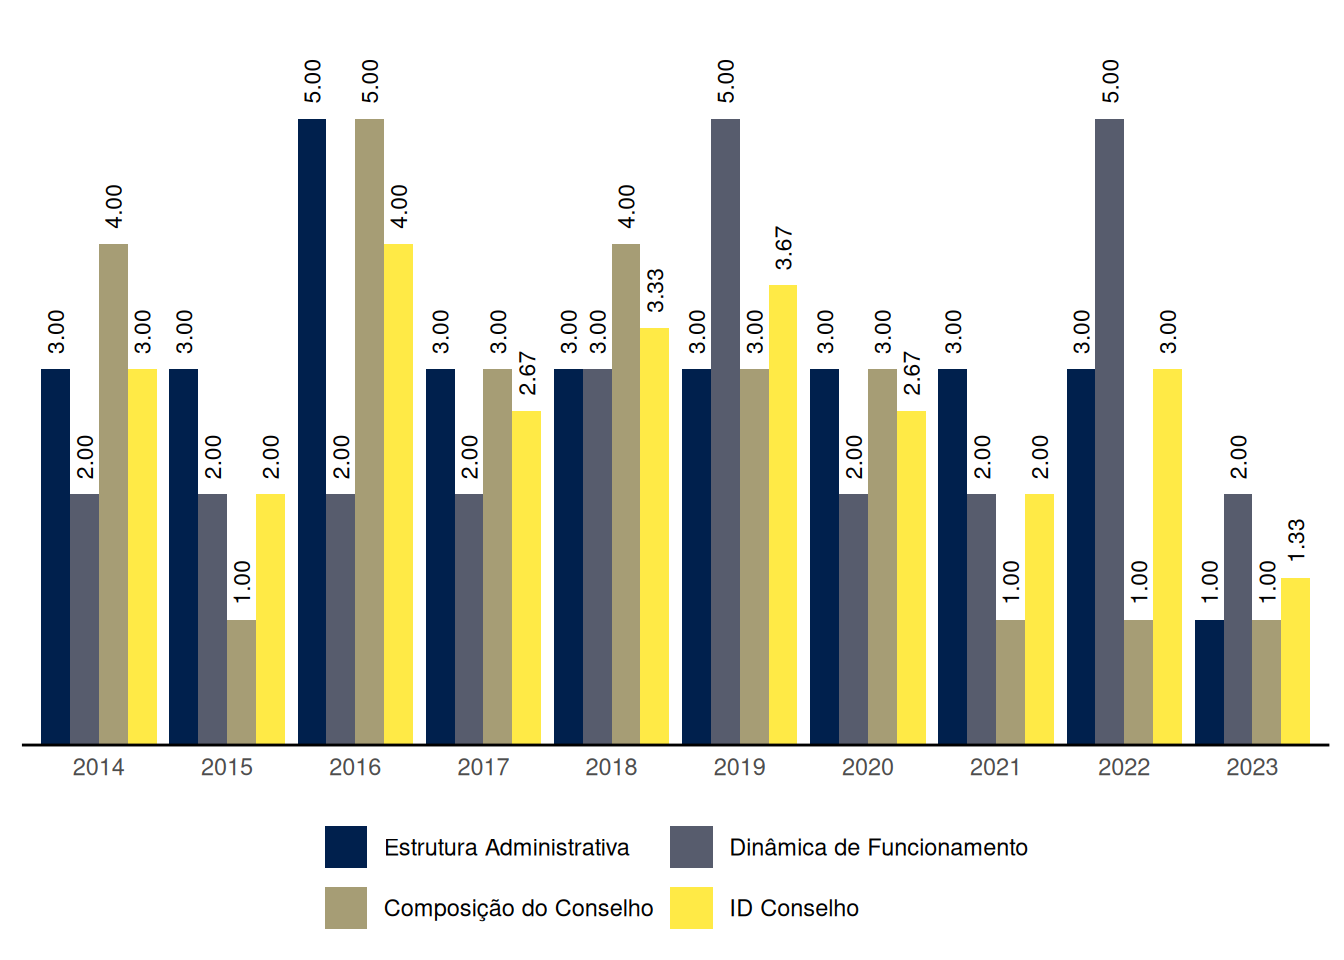 5.00 5.00 5.00 5.00
4.00 4.00 4.00
3.67
3.33
3.00 3.00 3.00 3.00 3.00 3.00 3.00 3.00 3.00 3.00 3.00 3.00 3.00 3.00
2.67 2.67
2.00 2.00 2.00 2.00 2.00 2.00 2.00 2.00 2.00
1.33
1.00 1.00 1.00 1.00 1.00
2014 2015 2016 2017 2018 2019 2020 2021 2022 2023
Estrutura Administrativa Dinâmica de Funcionamento
Composição do Conselho ID Conselho